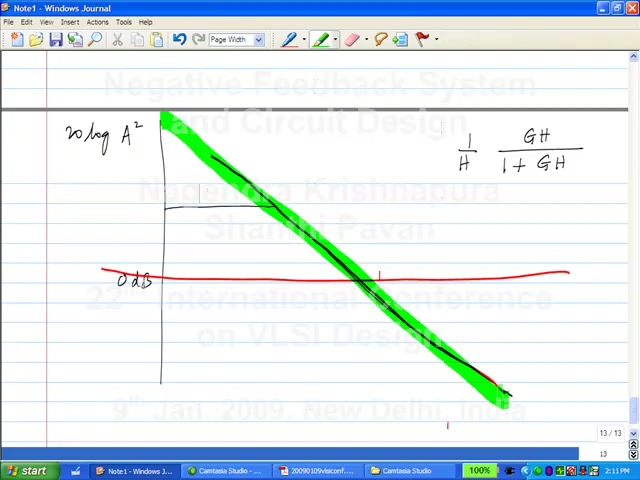 Note1 - Windows Journal
File Edit View Insert Actions Tools Help
Page Width
Negative Feedback System
and Circuit Design
20 log A²
1/H GH/(1 + GH)
Nagendra Krishnapura
Shanthi Pavan
0 dB
22nd International Conference
on VLSI Design
9th Jan. 2009, New Delhi, India
13 / 13
13
start
Note1 - Windows J...
Camtasia Studio - ...
20090109vlsiconf...
Camtasia Studio
100%
2:11 PM